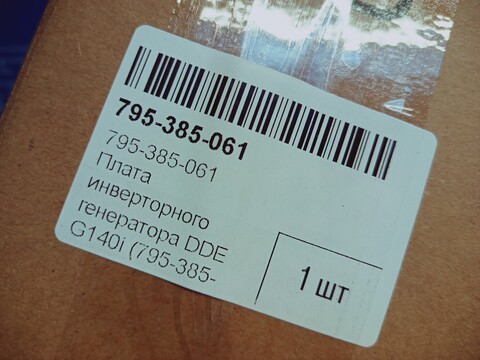 795-385-061
795-385-061
Плата
инверторного
генератора DDE
G140i (795-385-
1 шт